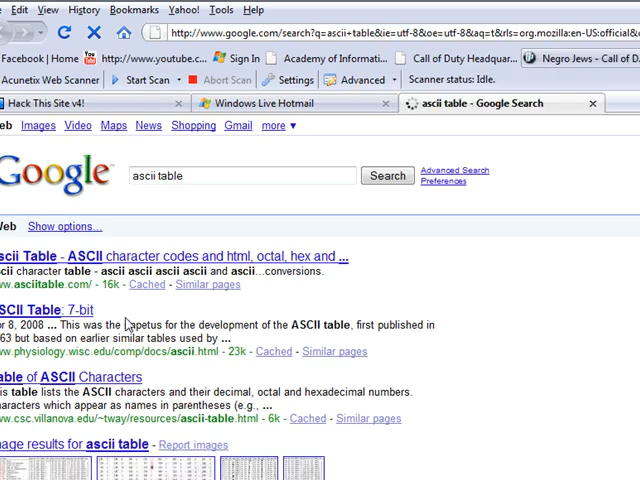 Edit View History Bookmarks Yahoo! Tools Help
http://www.google.com/search?q=ascii+table&ie=utf-8&oe=utf-8&aq=t&rls=org.mozilla:en-US:official&
Facebook | Home You http://www.youtube.c... Sign In Academy of Informati... Call of Duty Headquar... Negro Jews - Call of D
Acunetix Web Scanner Start Scan Abort Scan Settings Advanced Scanner status: Idle.
Hack This Site v4! Windows Live Hotmail ascii table - Google Search
eb Images Video Maps News Shopping Gmail more ▼
Google ascii table Search Advanced Search
Preferences
Web Show options...
scii Table - ASCII character codes and html, octal, hex and ...
cii character table - ascii ascii ascii ascii and ascii...conversions.
w.asciitable.com/ - 16k - Cached - Similar pages
SCII Table: 7-bit
or 8, 2008 ... This was the impetus for the development of the ASCII table, first published in
63 but based on earlier similar tables used by ...
w.physiology.wisc.edu/comp/docs/ascii.html - 23k - Cached - Similar pages
able of ASCII Characters
is table lists the ASCII characters and their decimal, octal and hexadecimal numbers.
haracters which appear as names in parentheses (e.g., ...
w.csc.villanova.edu/~tway/resources/ascii-table.html - 6k - Cached - Similar pages
mage results for ascii table - Report images